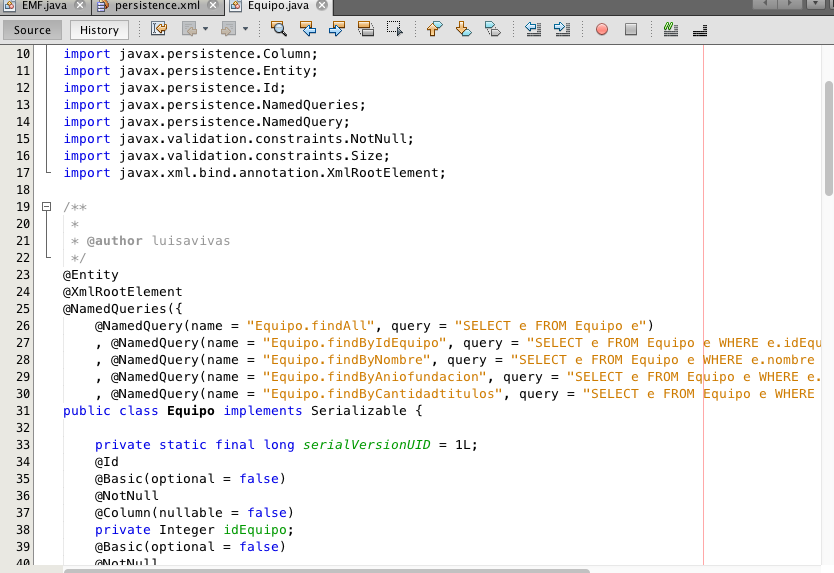 EMF.java
persistence.xml
Equipo.java
Source
History
10 import javax.persistence.Column;
11 import javax.persistence.Entity;
12 import javax.persistence.Id;
13 import javax.persistence.NamedQueries;
14 import javax.persistence.NamedQuery;
15 import javax.validation.constraints.NotNull;
16 import javax.validation.constraints.Size;
17 import javax.xml.bind.annotation.XmlRootElement;
18
19 /**
20 *
21 * @author luisavivas
22 */
23 @Entity
24 @XmlRootElement
25 @NamedQueries({
26 @NamedQuery(name = "Equipo.findAll", query = "SELECT e FROM Equipo e")
27 , @NamedQuery(name = "Equipo.findByIdEquipo", query = "SELECT e FROM Equipo e WHERE e.idEqu
28 , @NamedQuery(name = "Equipo.findByNombre", query = "SELECT e FROM Equipo e WHERE e.nombre
29 , @NamedQuery(name = "Equipo.findByAniofundacion", query = "SELECT e FROM Equipo e WHERE e.
30 , @NamedQuery(name = "Equipo.findByCantidadtitulos", query = "SELECT e FROM Equipo e WHERE
31 public class Equipo implements Serializable {
32
33 private static final long serialVersionUID = 1L;
34 @Id
35 @Basic(optional = false)
36 @NotNull
37 @Column(nullable = false)
38 private Integer idEquipo;
39 @Basic(optional = false)
40 @NotNull